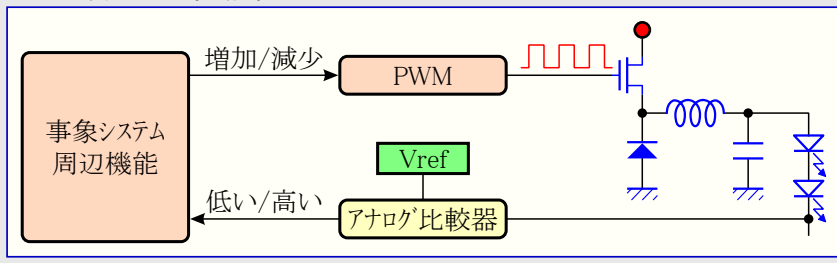 増加/減少
PWM
事象システム
周辺機能
Vref
低い/高い
アナログ比較器